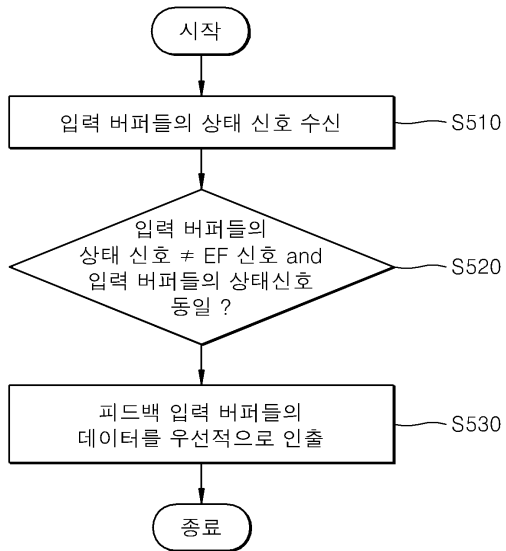 시작
입력 버퍼들의 상태 신호 수신
S510
입력 버퍼들의
상태 신호 ≠ EF 신호 and
입력 버퍼들의 상태신호
동일 ?
S520
피드백 입력 버퍼들의
데이터를 우선적으로 인출
S530
종료